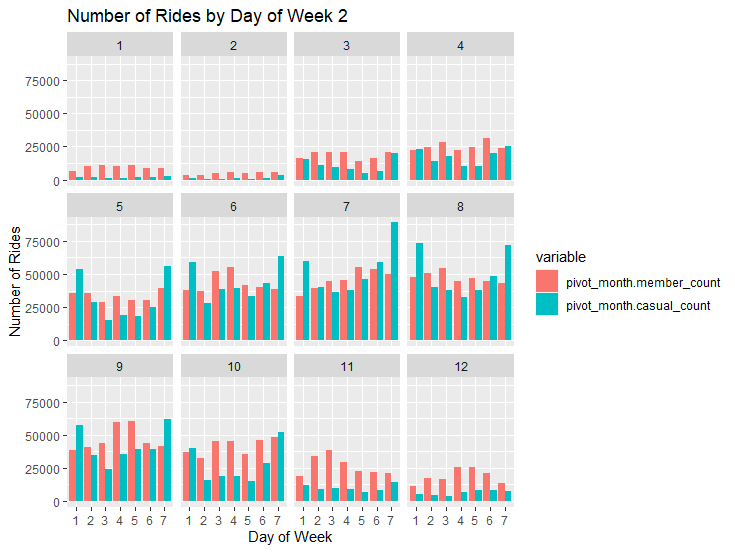 Number of Rides by Day of Week 2
1 2 3 4
75000
50000
25000
0
5 6 7 8
75000
50000
25000
0
9 10 11 12
75000
50000
25000
0
1 2 3 4 5 6 7 1 2 3 4 5 6 7 1 2 3 4 5 6 7 1 2 3 4 5 6 7
Day of Week
Number of Rides
variable
pivot_month.member_count
pivot_month.casual_count